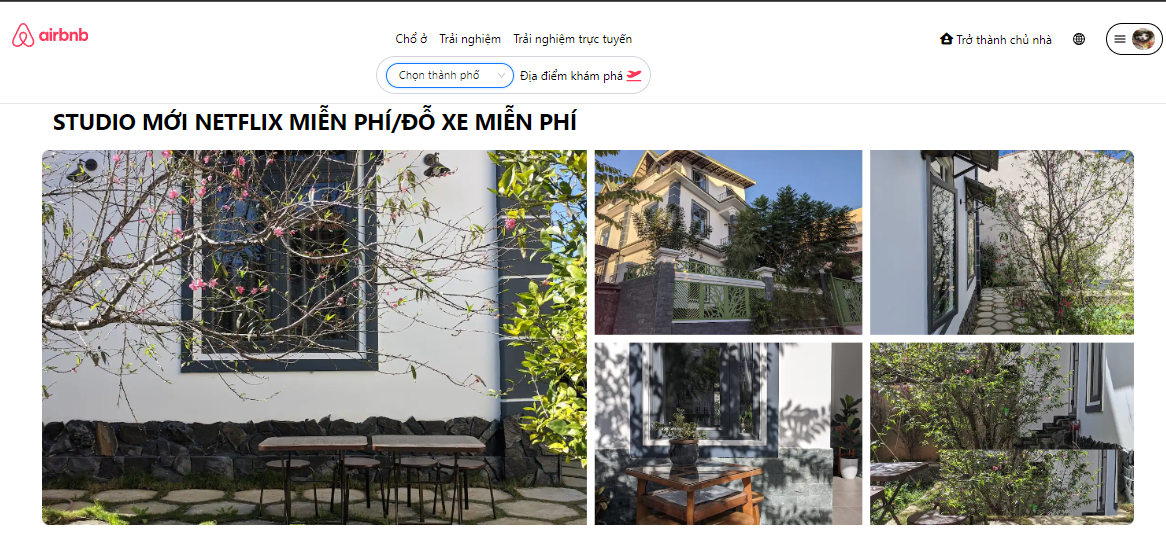 airbnb
Chổ ở Trải nghiệm Trải nghiệm trực tuyến
Trở thành chủ nhà
Chọn thành phố
Địa điểm khám phá
STUDIO MỚI NETFLIX MIỄN PHÍ/ĐỖ XE MIỄN PHÍ